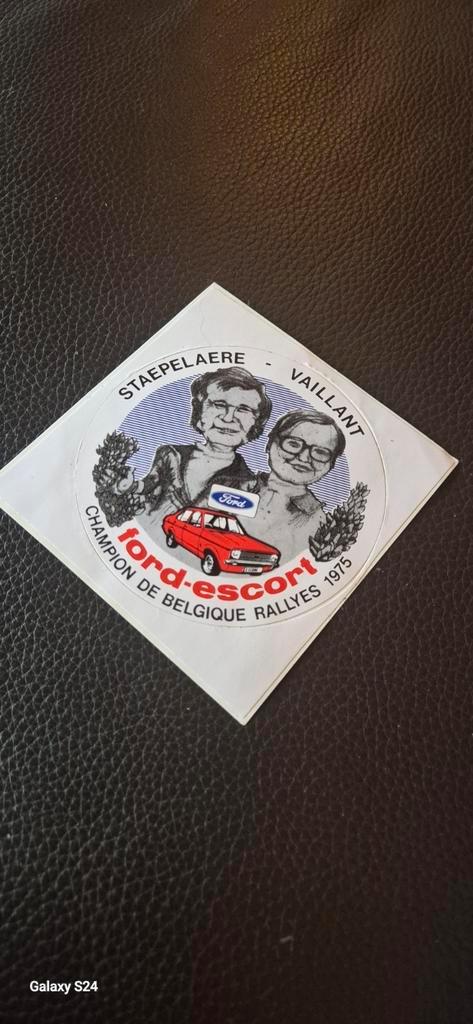 STAEPELAERE - VAILLANT
Ford
ford-escort
CHAMPION DE BELGIQUE RALLYES 1975
Galaxy S24